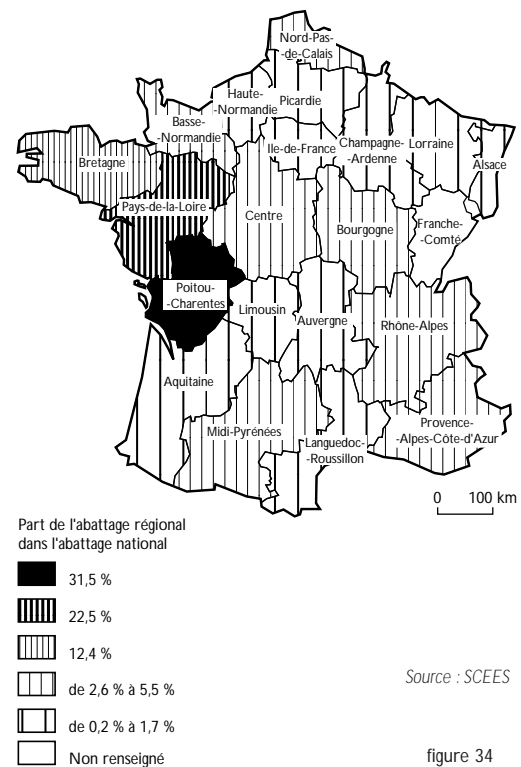 Nord-Pas-
-de-Calais
Haute-
-Normandie
Picardie
Basse-
-Normandie
Ile-de-France
Champagne-
-Ardenne
Lorraine
Alsace
Bretagne
Pays-de-la-Loire
Centre
Bourgogne
Franche-
-Comté
Poitou-
-Charentes
Limousin
Auvergne
Rhône-Alpes
Aquitaine
Midi-Pyrénées
Languedoc-
-Roussillon
Provence-
-Alpes-Côte-d'Azur
0 100 km
Part de l'abattage régional
dans l'abattage national
31,5 %
22,5 %
12,4 %
de 2,6 % à 5,5 %
de 0,2 % à 1,7 %
Non renseigné
Source : SCEES
figure 34